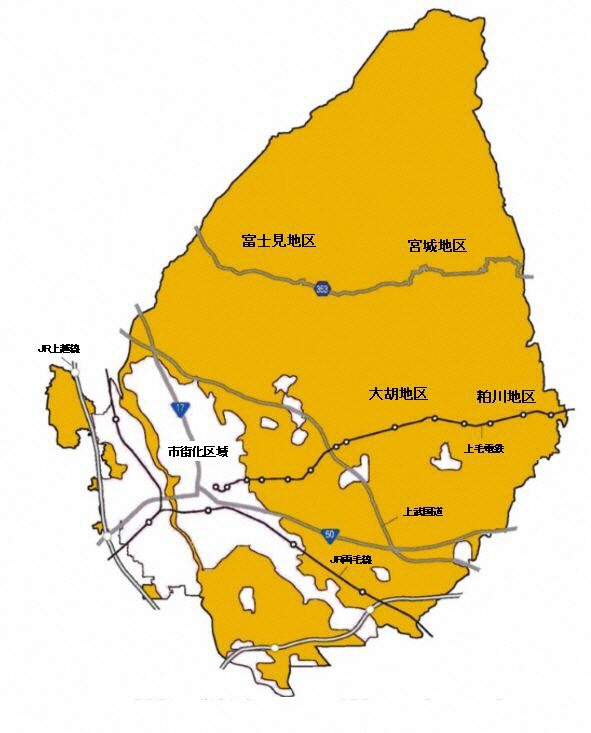 富士見地区
宮城地区
353
JR上越線
大胡地区
粕川地区
17
市街化区域
上毛電鉄
上武国道
50
JR両毛線